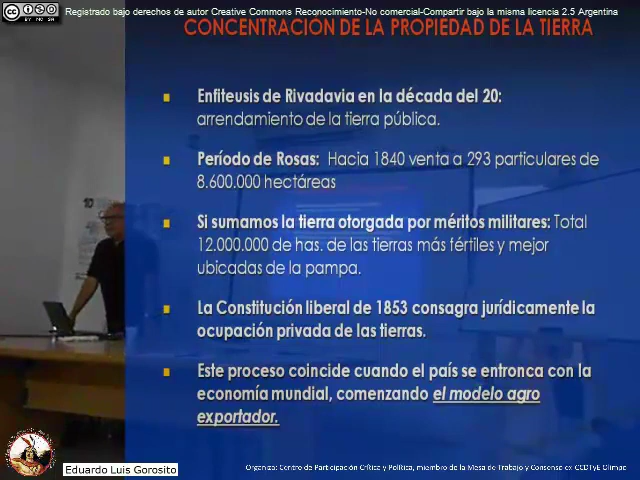 Registrado bajo derechos de autor Creative Commons Reconocimiento-No comercial-Compartir bajo la misma licencia 2.5 Argentina
CONCENTRACIÓN DE LA PROPIEDAD DE LA TIERRA
Enfiteusis de Rivadavia en la década del 20:
arrendamiento de la tierra pública.
Período de Rosas: Hacia 1840 venta a 293 particulares de
8.600.000 hectáreas
Si sumamos la tierra otorgada por méritos militares: Total
12.000.000 de has. de las tierras más fértiles y mejor
ubicadas de la pampa.
La Constitución liberal de 1853 consagra jurídicamente la
ocupación privada de las tierras.
Este proceso coincide cuando el país se entronca con la
economía mundial, comenzando el modelo agro
exportador.
Eduardo Luis Gorosito
Organiza: Centro de Participación Crítica y Política, miembro de la Mesa de Trabajo y Consenso ex CCDTyE Olimpo